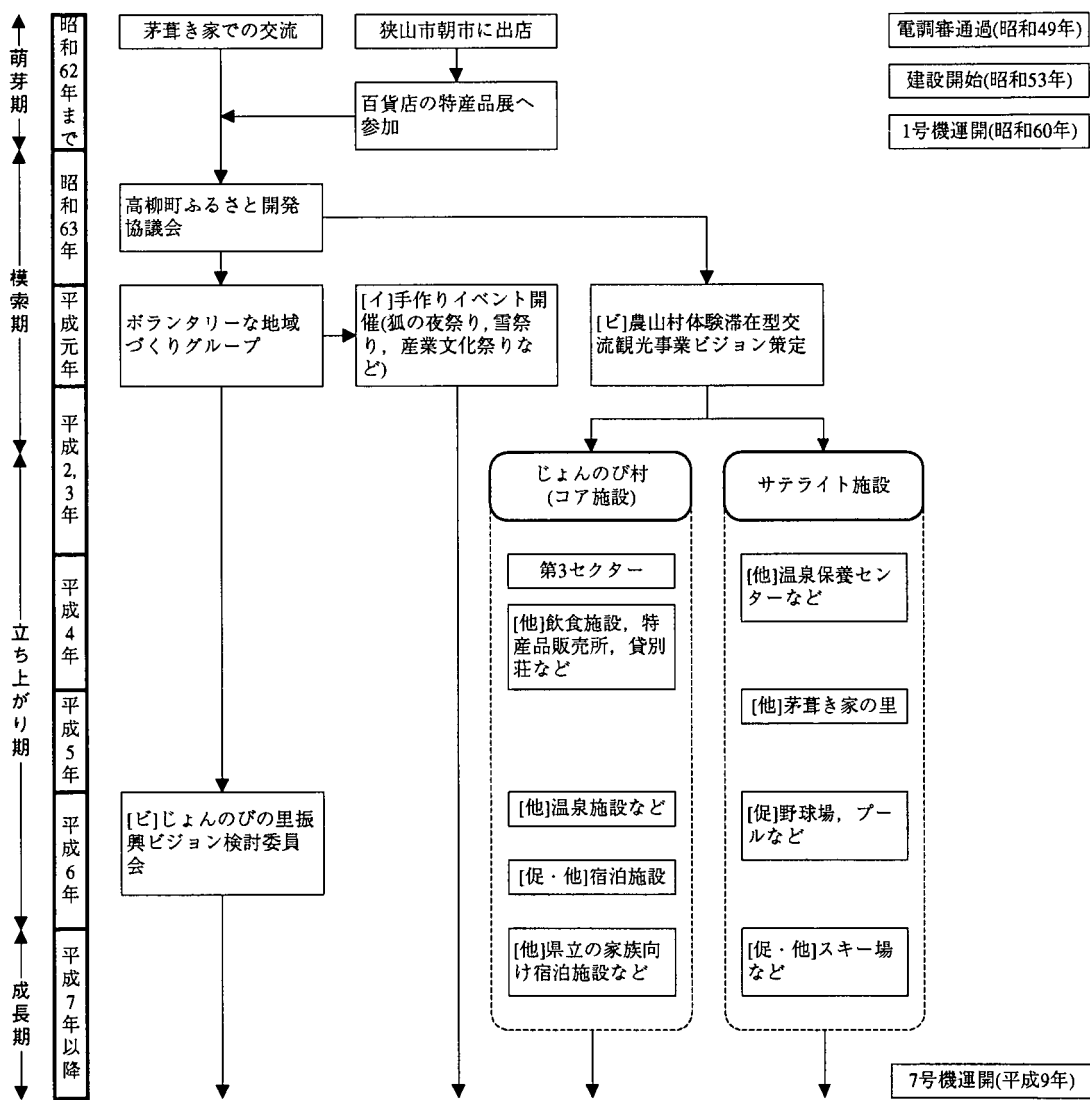 萌芽期
模索期
立ち上がり期
成長期
昭和62年まで
昭和63年
平成元年
平成2,3年
平成4年
平成5年
平成6年
平成7年以降
茅葺き家での交流
狭山市朝市に出店
百貨店の特産品展へ
参加
電調審通過(昭和49年)
建設開始(昭和53年)
1号機運開(昭和60年)
高柳町ふるさと開発
協議会
ボランタリーな地域
づくりグループ
[イ]手作りイベント開
催(狐の夜祭り,雪祭
り,産業文化祭りな
ど)
[ビ]農山村体験滞在型交
流観光事業ビジョン策定
じょんのび村
(コア施設)
サテライト施設
第3セクター
[他]飲食施設,特
産品販売所,貸別
荘など
[他]温泉保養セン
ターなど
[他]茅葺き家の里
[ビ]じょんのびの里振
興ビジョン検討委員
会
[他]温泉施設など
[促]野球場,プー
ルなど
[促・他]宿泊施設
[他]県立の家族向
け宿泊施設など
[促・他]スキー場
など
7号機運開(平成9年)